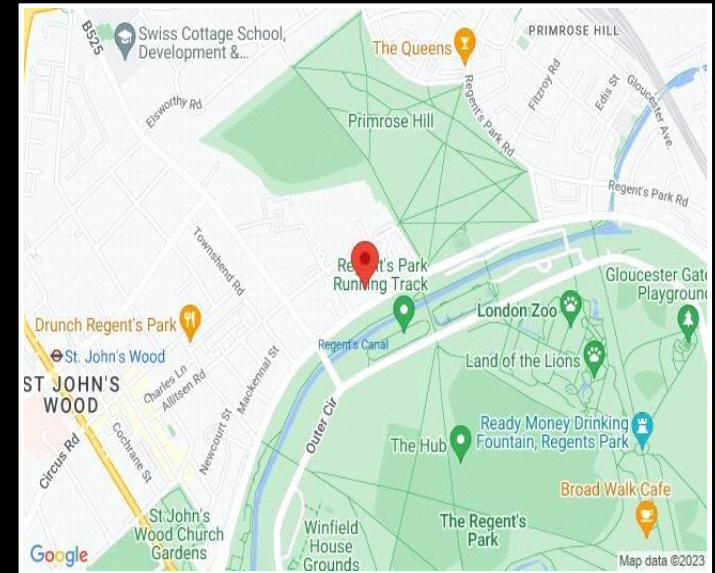 B525
Swiss Cottage School,
Development &...
The Queens
PRIMROSE HILL
Elsworthy Rd
Primrose Hill
Regent's Park Rd
Fitzroy Rd
Edis St
Gloucester Ave.
Regent's Park Rd
Townshend Rd
Regent's Park
Running Track
Gloucester Gate
Playground
Drunch Regent's Park
London Zoo
St. John's Wood
Regent's Canal
Land of the Lions
ST JOHN'S
WOOD
Charles Ln
Allitsen Rd
Mackennal St
Newcourt St
Outer Cir
Circus Rd
Cochrane St
The Hub
Ready Money Drinking
Fountain, Regents Park
Broad Walk Cafe
St John's
Wood Church
Gardens
Winfield
House
Grounds
The Regent's
Park
Google
Map data ©2023